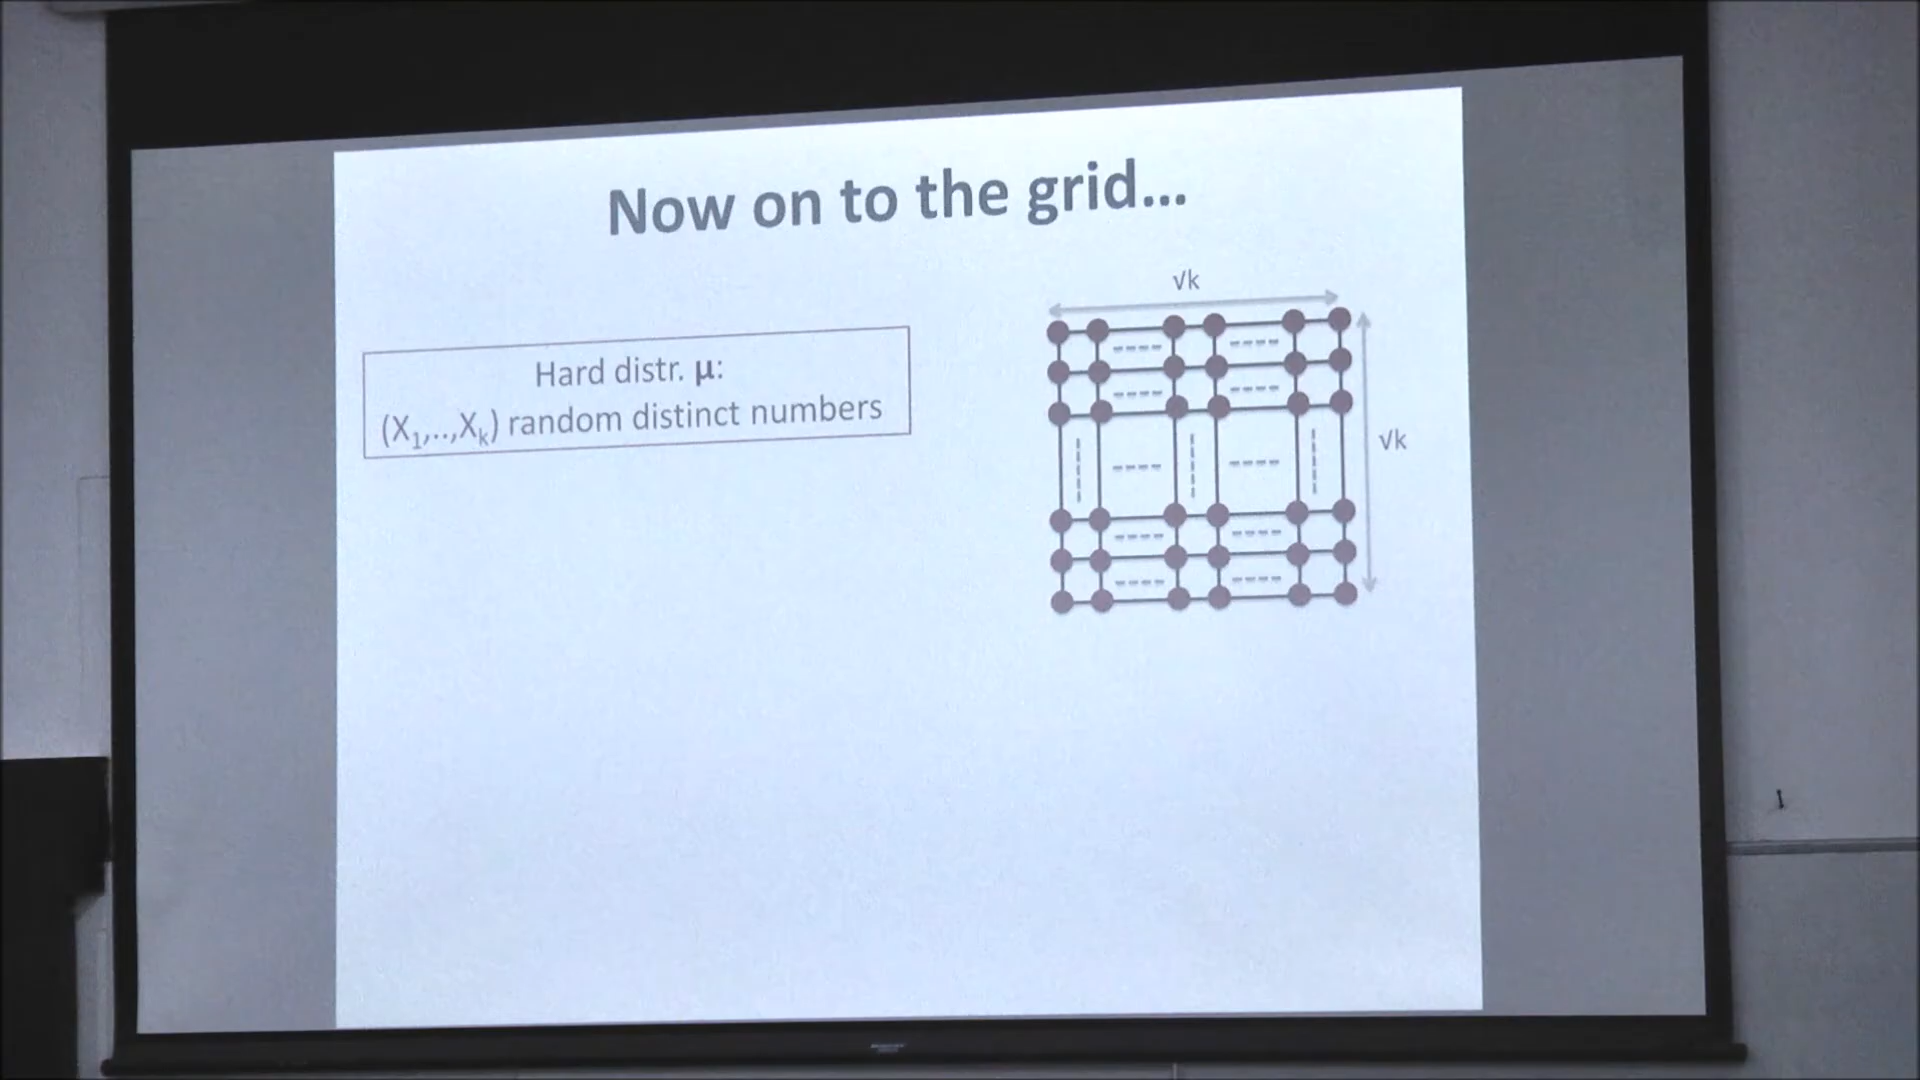 Now on to the grid...
√k
Hard distr. μ:
(X₁,..,Xₖ) random distinct numbers
√k